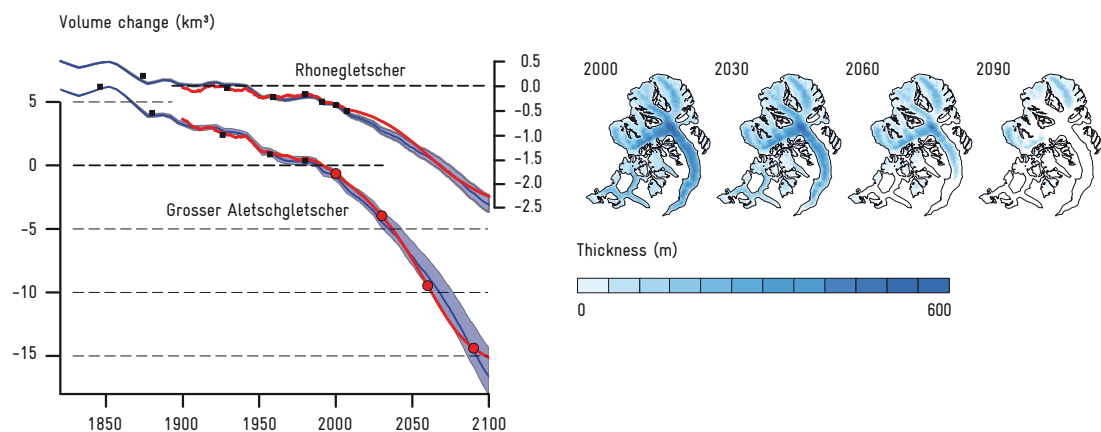 Volume change (km³)
Rhonegletscher
Grosser Aletschgletscher
5
0
-5
-10
-15
0.5
0.0
-0.5
-1.0
-1.5
-2.0
-2.5
1850 1900 1950 2000 2050 2100
2000 2030 2060 2090
Thickness (m)
0 600